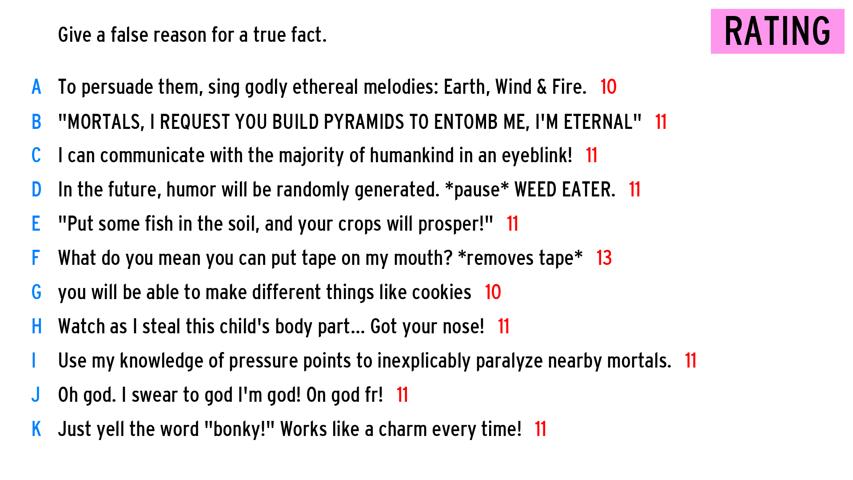 Give a false reason for a true fact.
RATING
A To persuade them, sing godly ethereal melodies: Earth, Wind & Fire. 10
B "MORTALS, I REQUEST YOU BUILD PYRAMIDS TO ENTOMB ME, I'M ETERNAL" 11
C I can communicate with the majority of humankind in an eyeblink! 11
D In the future, humor will be randomly generated. *pause* WEED EATER. 11
E "Put some fish in the soil, and your crops will prosper!" 11
F What do you mean you can put tape on my mouth? *removes tape* 13
G you will be able to make different things like cookies 10
H Watch as I steal this child's body part... Got your nose! 11
I Use my knowledge of pressure points to inexplicably paralyze nearby mortals. 11
J Oh god. I swear to god I'm god! On god fr! 11
K Just yell the word "bonky!" Works like a charm every time! 11